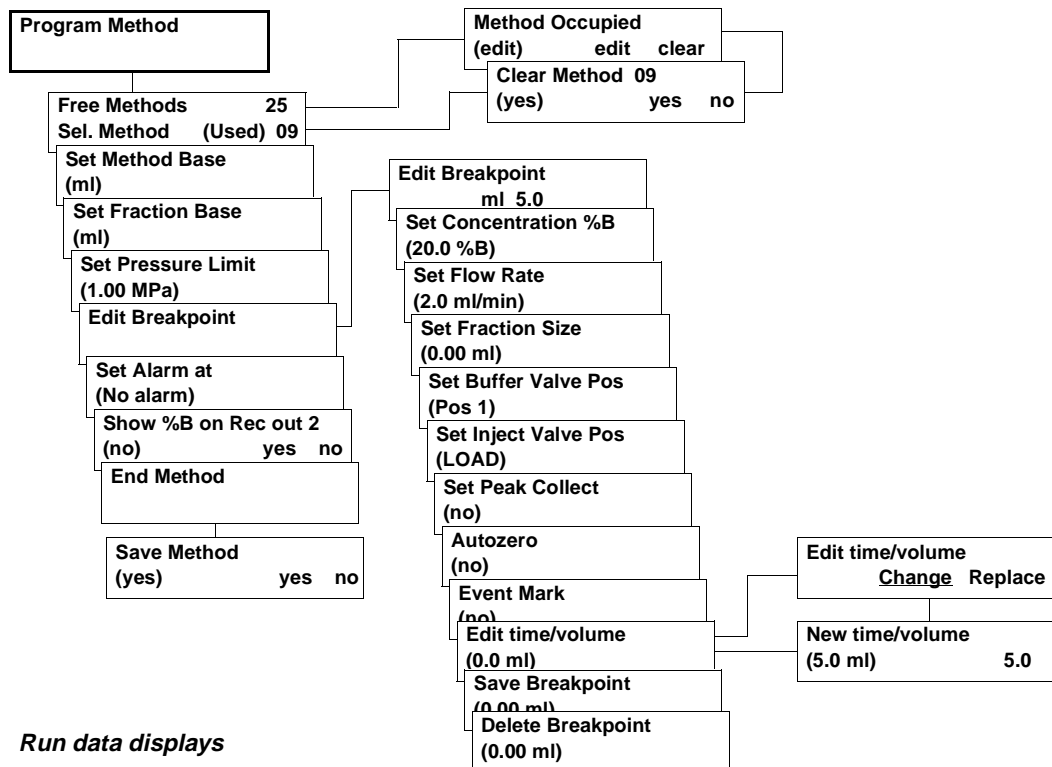 Program Method
Method Occupied
(edit) edit clear
Clear Method 09
(yes) yes no
Free Methods 25
Sel. Method (Used) 09
Set Method Base
(ml)
Set Fraction Base
(ml)
Set Pressure Limit
(1.00 MPa)
Edit Breakpoint
Set Alarm at
(No alarm)
Show %B on Rec out 2
(no) yes no
End Method
Save Method
(yes) yes no
Edit Breakpoint
ml 5.0
Set Concentration %B
(20.0 %B)
Set Flow Rate
(2.0 ml/min)
Set Fraction Size
(0.00 ml)
Set Buffer Valve Pos
(Pos 1)
Set Inject Valve Pos
(LOAD)
Set Peak Collect
(no)
Autozero
(no)
Event Mark
(no)
Edit time/volume
(0.0 ml)
Save Breakpoint
(0.00 ml)
Delete Breakpoint
(0.00 ml)
Edit time/volume
Change Replace
New time/volume
(5.0 ml) 5.0
Run data displays